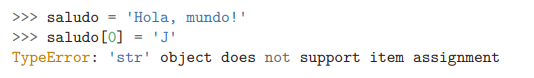 >>> saludo = 'Hola, mundo!'
>>> saludo[0] = 'J'
TypeError: 'str' object does not support item assignment